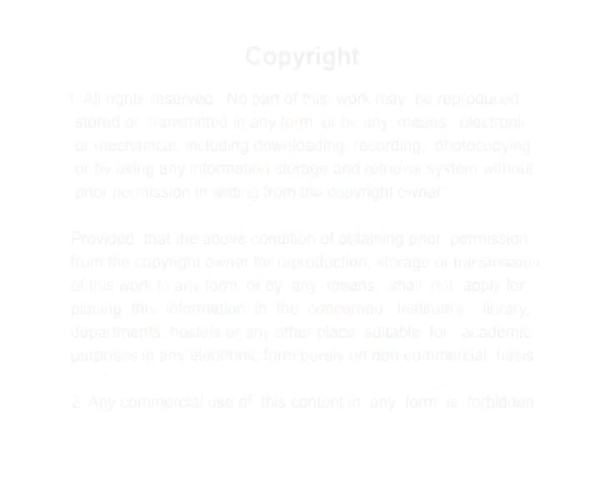 Copyright
1. All rights reserved. No part of this work may be reproduced,
stored or transmitted in any form or by any means, electronic
or mechanical, including downloading, recording, photocopying
or by using any information storage and retrieval system without
prior permission in writing from the copyright owner.
Provided that the above condition of obtaining prior permission
from the copyright owner for reproduction, storage or transmission
of this work in any form or by any means, shall not apply for
placing this information in the concerned Institute's library,
departments, hostels or any other place suitable for academic
purposes in any electronic form purely on non-commercial basis.
2. Any commercial use of this content in any form is forbidden.